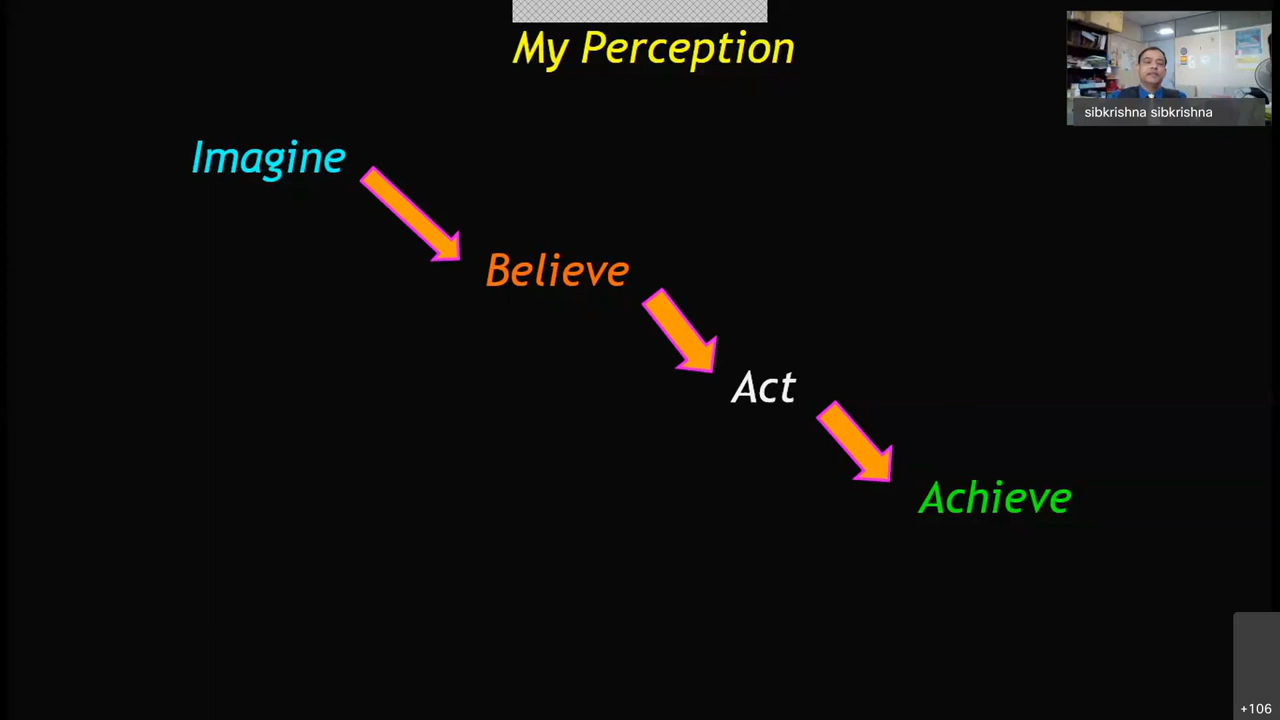 My Perception
sibkrishna sibkrishna
Imagine
Believe
Act
Achieve
+106